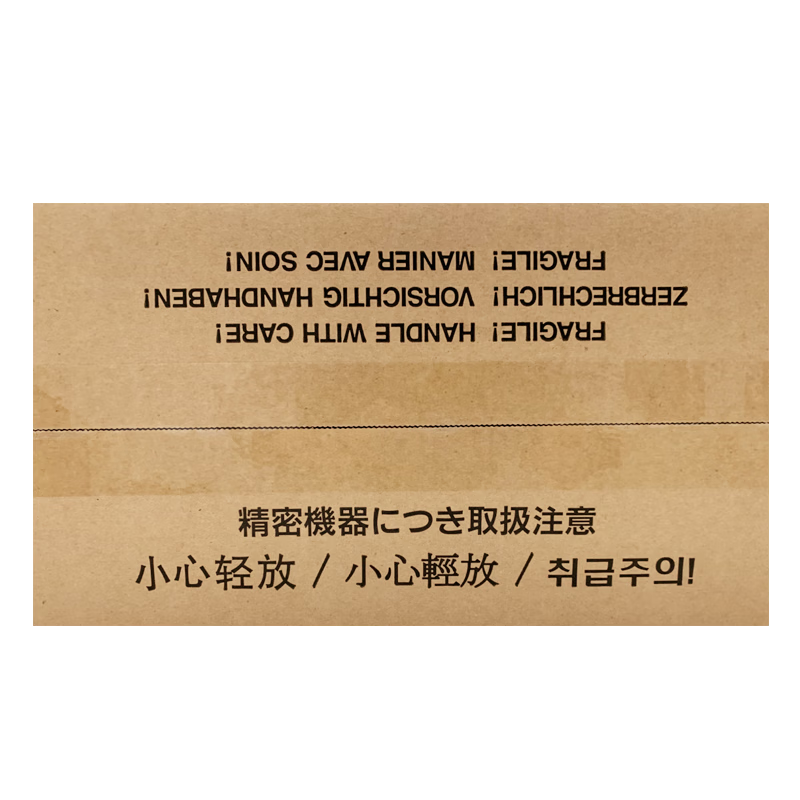 FRAGILE! HANDLE WITH CARE!
ZERBRECHLICH! VORSICHTIG HANDHABEN!
FRAGILE! MANIER AVEC SOIN!
精密機器につき取扱注意
小心轻放 / 小心輕放 / 취급주의!